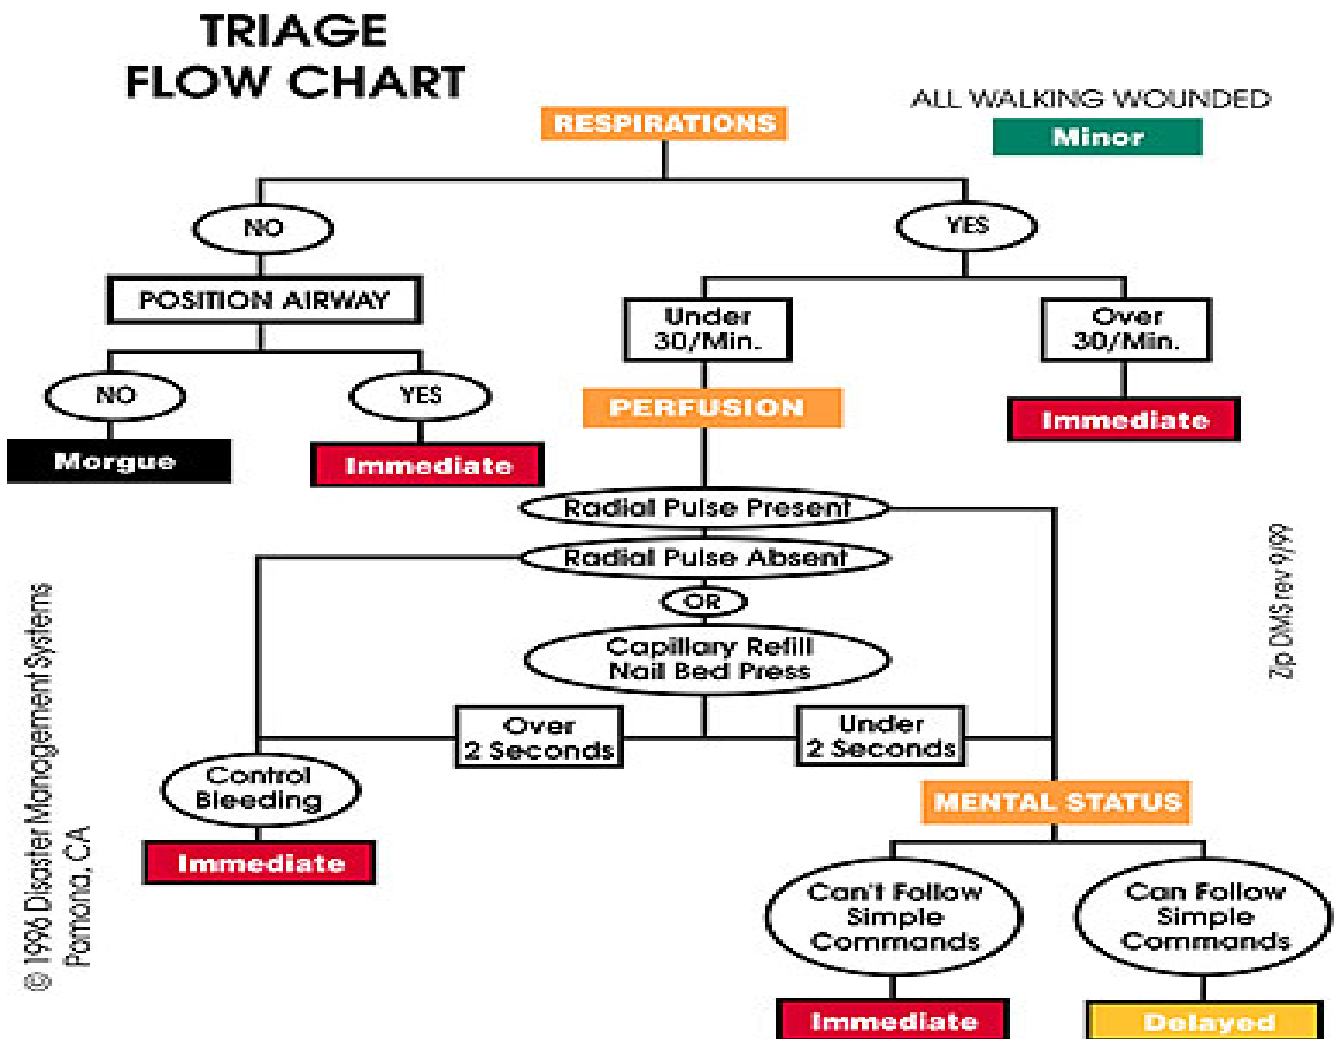 TRIAGE
FLOW CHART
ALL WALKING WOUNDED
Minor
RESPIRATIONS
NO
YES
POSITION AIRWAY
Under
30/Min.
Over
30/Min.
NO
YES
PERFUSION
Immediate
Morgue
Immediate
Radial Pulse Present
Radial Pulse Absent
OR
Capillary Refill
Nail Bed Press
Over
2 Seconds
Under
2 Seconds
Control
Bleeding
MENTAL STATUS
Immediate
Can't Follow
Simple
Commands
Can Follow
Simple
Commands
Immediate
Delayed
© 1996 Disaster Management Systems
Pomona, CA
Zip DMS rev 9/99